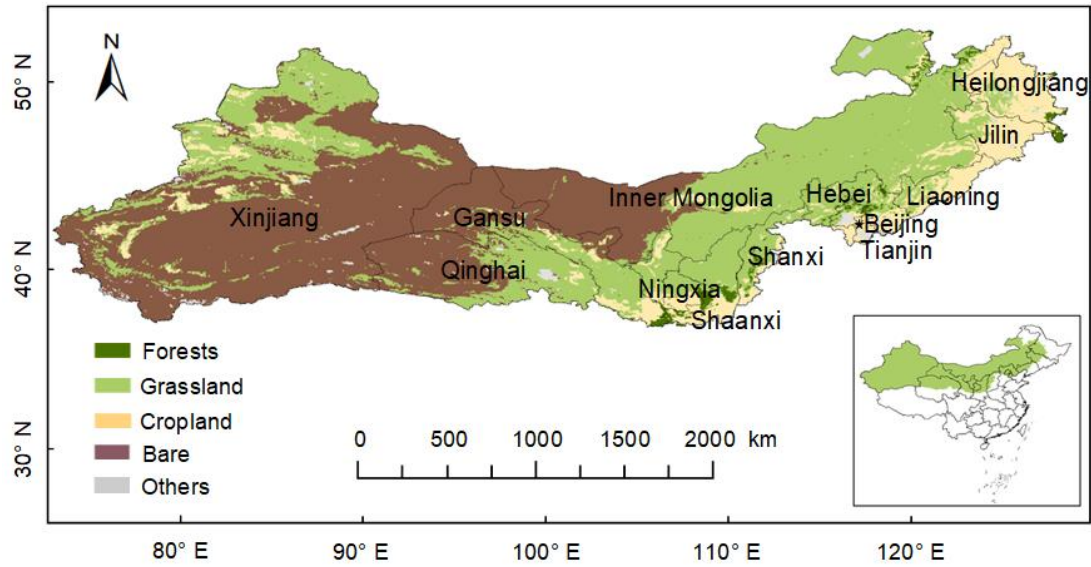 N
50° N
40° N
30° N
Heilongjiang
Jilin
Inner Mongolia
Hebei
Liaoning
Xinjiang
Gansu
Beijing
Shanxi
Tianjin
Qinghai
Ningxia
Shaanxi
Forests
Grassland
Cropland
Bare
Others
0 500 1000 1500 2000 km
80° E 90° E 100° E 110° E 120° E